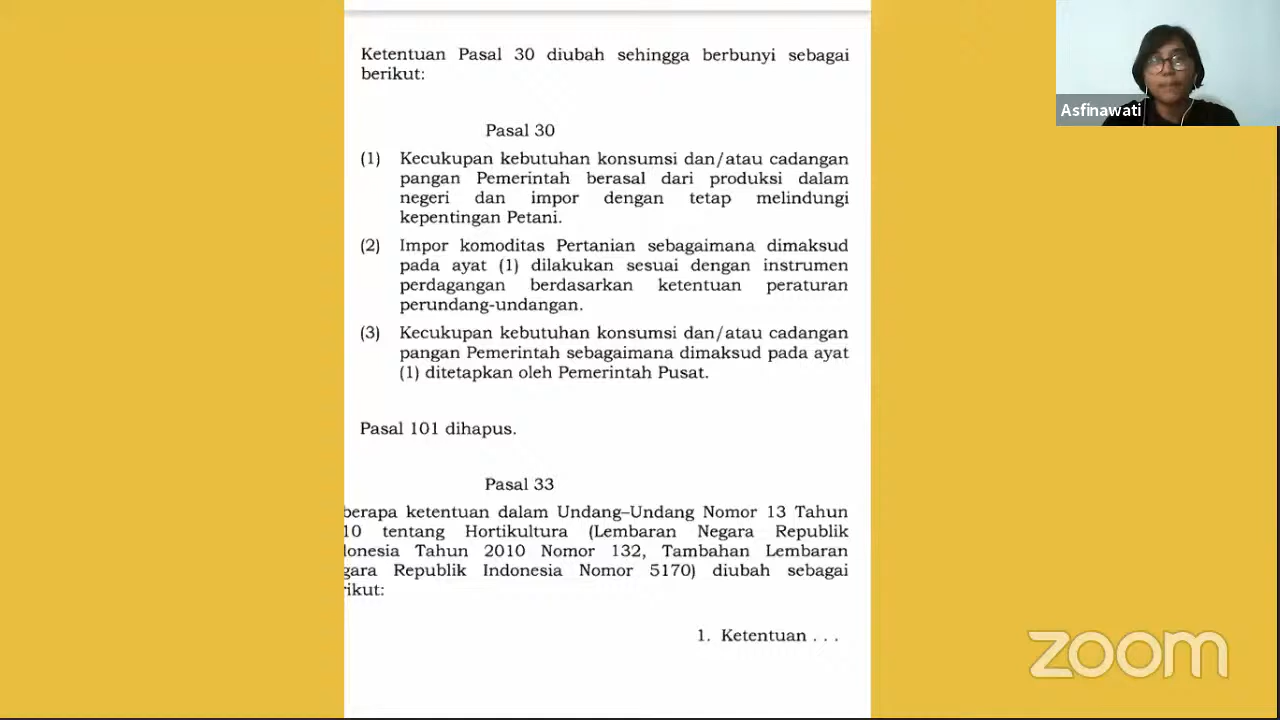 Ketentuan Pasal 30 diubah sehingga berbunyi sebagai
berikut:
Pasal 30
(1) Kecukupan kebutuhan konsumsi dan/atau cadangan
pangan Pemerintah berasal dari produksi dalam
negeri dan impor dengan tetap melindungi
kepentingan Petani.
(2) Impor komoditas Pertanian sebagaimana dimaksud
pada ayat (1) dilakukan sesuai dengan instrumen
perdagangan berdasarkan ketentuan peraturan
perundang-undangan.
(3) Kecukupan kebutuhan konsumsi dan/atau cadangan
pangan Pemerintah sebagaimana dimaksud pada ayat
(1) ditetapkan oleh Pemerintah Pusat.
Pasal 101 dihapus.
Pasal 33
berapa ketentuan dalam Undang–Undang Nomor 13 Tahun
10 tentang Hortikultura (Lembaran Negara Republik
donesia Tahun 2010 Nomor 132, Tambahan Lembaran
gara Republik Indonesia Nomor 5170) diubah sebagai
rikut:
1. Ketentuan . . .
Asfinawati
zoom